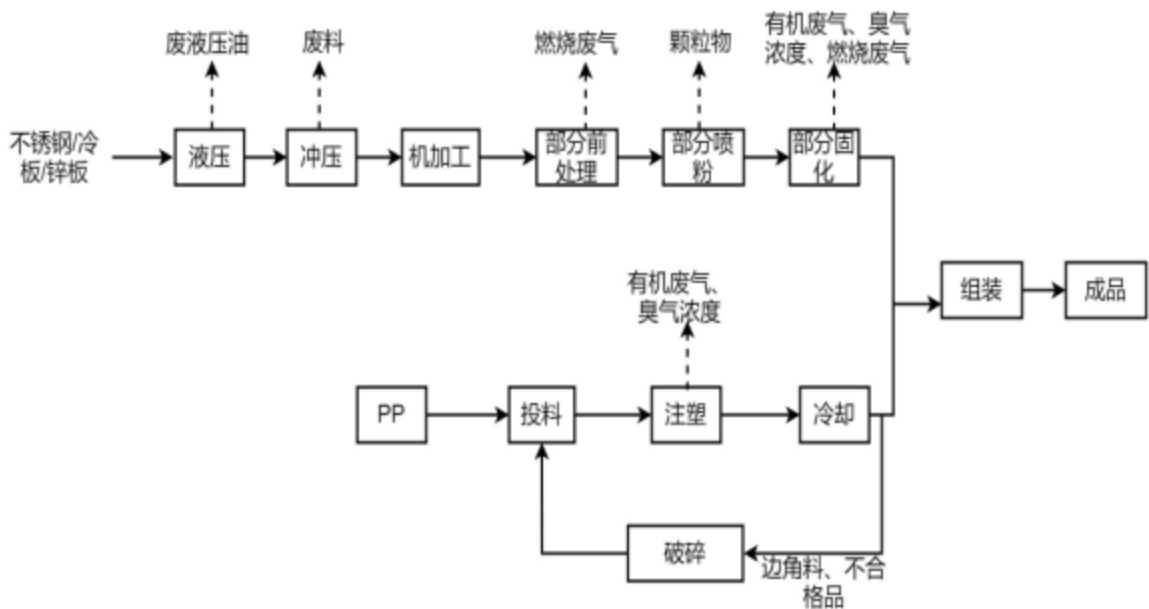 废液压油
废料
燃烧废气
颗粒物
有机废气、臭气
浓度、燃烧废气
不锈钢/冷
板/锌板
液压
冲压
机加工
部分前
处理
部分喷
粉
部分固
化
有机废气、
臭气浓度
组装
成品
PP
投料
注塑
冷却
破碎
边角料、不合
格品